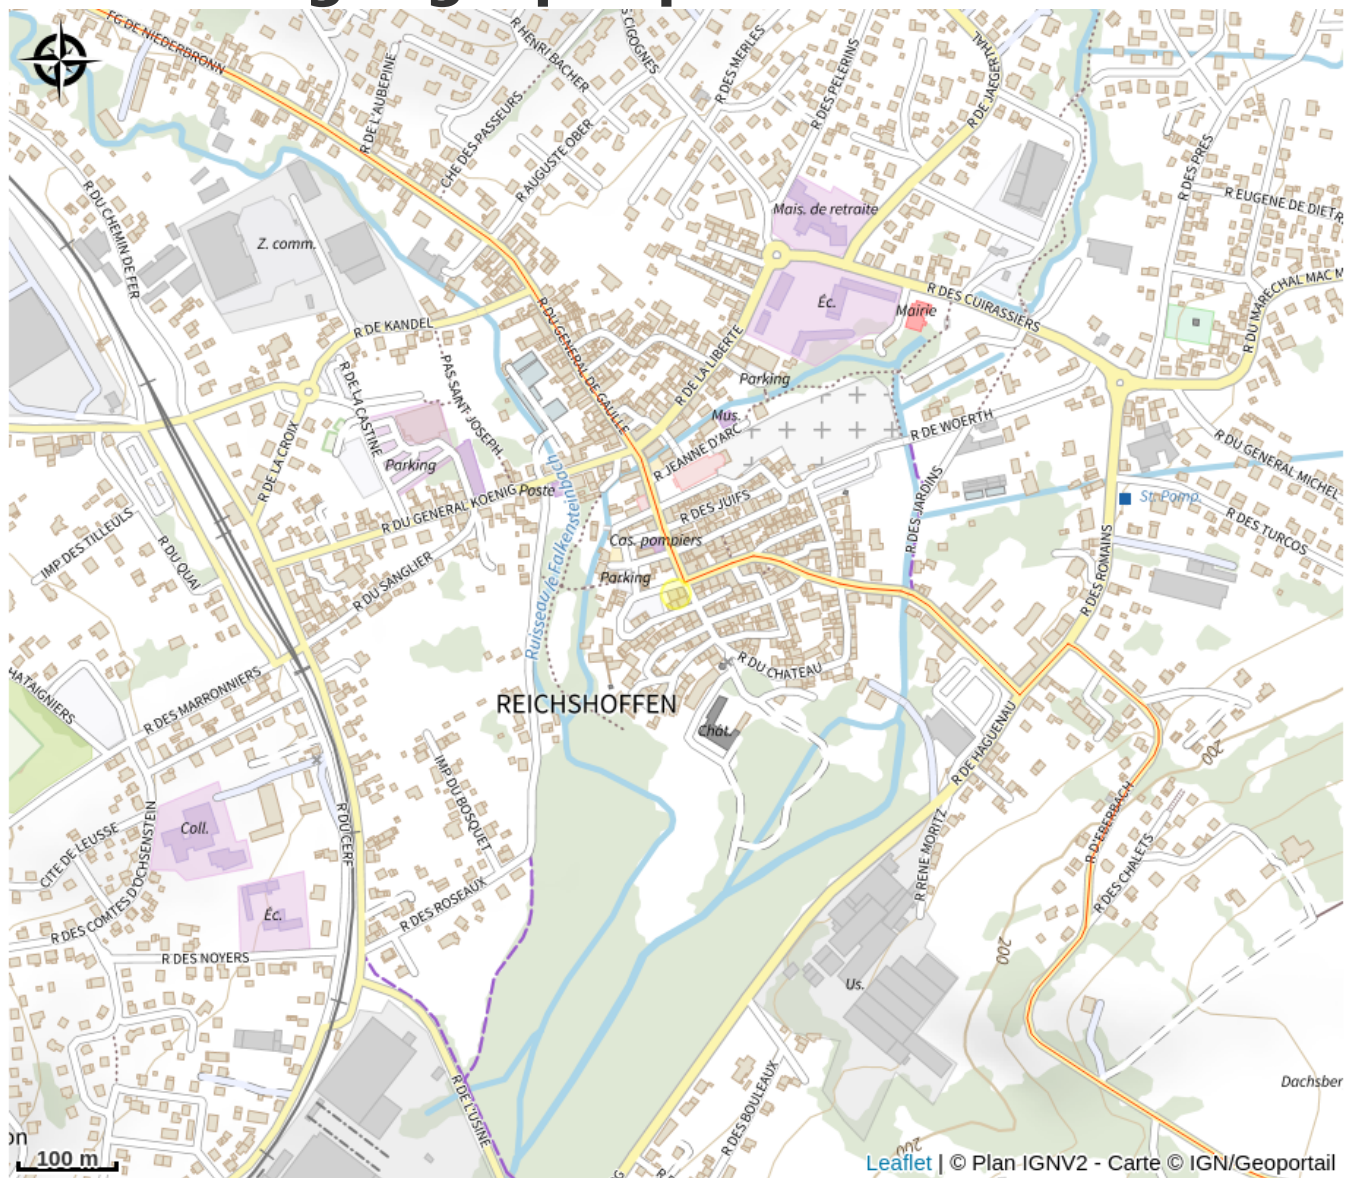 FG DE NIEDERBRONN
R DE L'AUBEPINE
R HENRI BACHER
S CIGOGNES
R DES MERLES
R DES PELERINS
R DE JAEGERTHAL
CHE DES PASSEURS
R AUGUSTE OBER
R DES PRES
R EUGENE DE DIETR
R DU CHEMIN DE FER
Z. comm.
Mais. de retraite
R DES CUIRASSIERS
R DU MARECHAL MAC M
Éc.
Mairie
R DE KANDEL
R DU GENERAL DE GAULLE
R DE LA LIBERTE
PAS SAINT-JOSEPH
R DE LA CASTINE
Parking
Mus.
R JEANNE D'ARC
R DE WOERTH
R DE LA CROIX
Parking
R DU GENERAL MICHEL
R DU GENERAL KOENIG
Poste
R DES JUIFS
R DES JARDINS
St. Pomp.
R DES TURCOS
IMP DES TILLEULS
R DU QUAI
R DU SANGLIER
Ruisseau le Falkensteinbach
Cas. pompiers
Parking
R DES ROMAINS
HATAIGNIERS
R DES MARRONNIERS
R DU CHATEAU
REICHSHOFFEN
Chât.
R DE HAGUENAU
200
IMP DU BOSQUET
R D'EBERBACH
Coll.
R DU CERF
CITE DE LEUSSE
R DES COMTES D'OCHSENSTEIN
R RENE MORITZ
R DES CHALETS
Éc.
R DES ROSEAUX
R DES NOYERS
200
Us.
R DE L'USINE
R DES BOULEAUX
Dachsber
on
200
100 m
Leaflet | © Plan IGNV2 - Carte © IGN/Geoportail